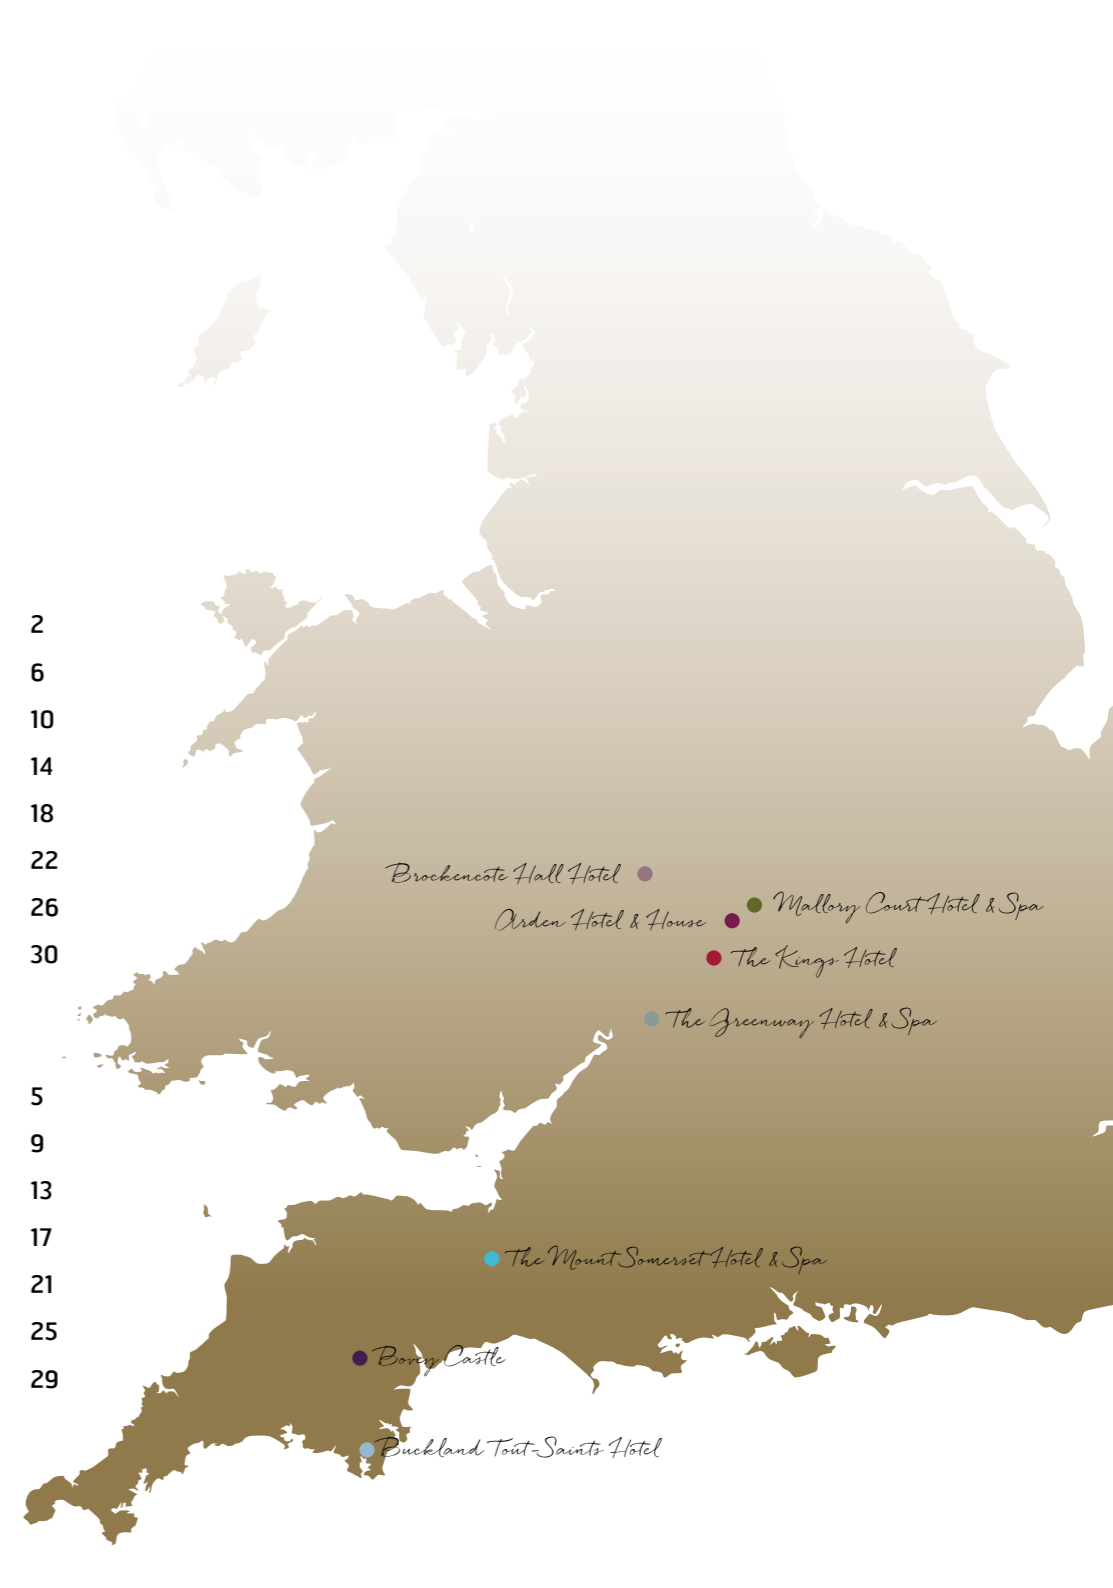 2
6
10
14
18
22
Brockencote Hall Hotel
26
Mallory Court Hotel & Spa
Arden Hotel & House
30
The Kings Hotel
The Greenway Hotel & Spa
5
9
13
17
The Mount Somerset Hotel & Spa
21
25
Bovey Castle
29
Buckland Tout-Saints Hotel